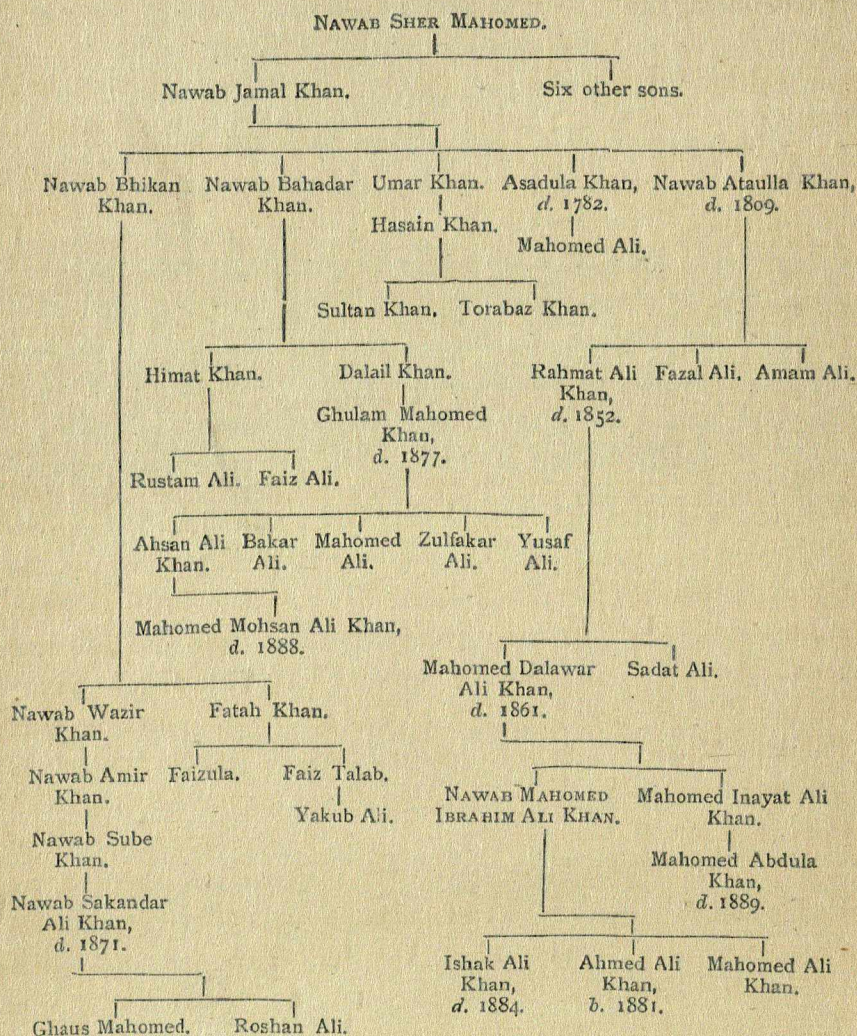 NAWAB SHER MAHOMED.
Nawab Jamal Khan. Six other sons.
Nawab Bhikan Nawab Bahadar Umar Khan. Asadula Khan, Nawab Ataulla Khan,
Khan. Khan. d. 1782. d. 1809.
Hasain Khan.
Mahomed Ali.
Sultan Khan. Torabaz Khan.
Himat Khan. Dalail Khan. Rahmat Ali Fazal Ali. Amam Ali.
Khan,
Ghulam Mahomed d. 1852.
Khan,
d. 1877.
Rustam Ali. Faiz Ali.
Ahsan Ali Bakar Mahomed Zulfakar Yusaf
Khan. Ali. Ali. Ali. Ali.
Mahomed Mohsan Ali Khan,
d. 1888.
Mahomed Dalawar Sadat Ali.
Ali Khan,
d. 1861.
Nawab Wazir Fatah Khan.
Khan.
Nawab Amir Faizula. Faiz Talab.
Khan.
NAWAB MAHOMED Mahomed Inayat Ali
IBRAHIM ALI KHAN. Khan.
Yakub Ali.
Nawab Sube
Khan.
Mahomed Abdula
Khan,
d. 1889.
Nawab Sakandar
Ali Khan,
d. 1871.
Ishak Ali Ahmed Ali Mahomed Ali
Khan, Khan, Khan.
d. 1884. b. 1881.
Ghaus Mahomed. Roshan Ali.